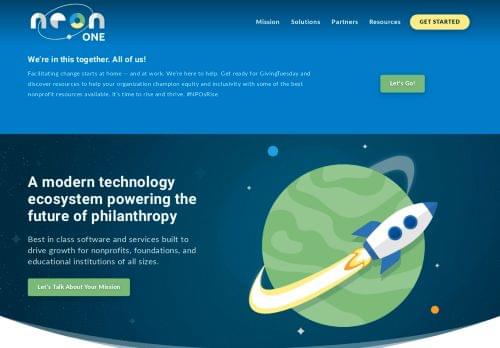 neon
ONE
Mission Solutions Partners Resources GET STARTED
We're in this together. All of us!
Facilitating change starts at home — and at work. We're here to help. Get ready for GivingTuesday and
discover resources to help your organization champion equity and inclusivity with some of the best
nonprofit resources available. It's time to rise and thrive. #NPOsRise
Let's Go!
A modern technology
ecosystem powering the
future of philanthropy
Best in class software and services built to
drive growth for nonprofits, foundations, and
educational institutions of all sizes.
Let's Talk About Your Mission